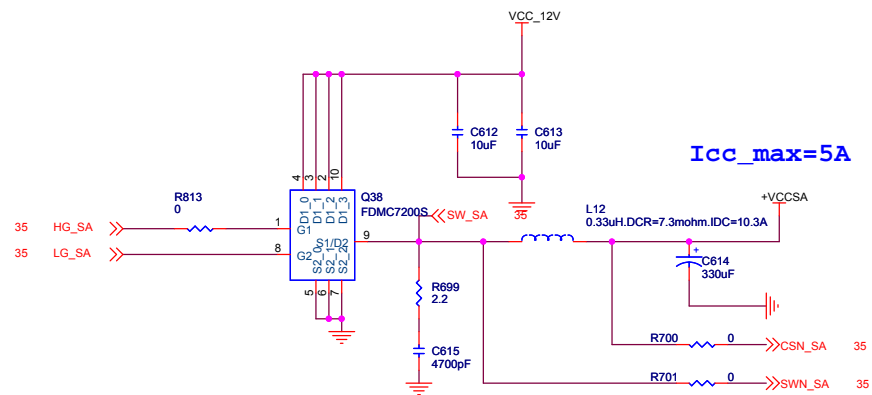 VCC_12V
C612
10uF
C613
10uF
Icc_max=5A
4
3
2
10
R813
0
Q38
FDMC7200S
D1_0
D1_1
D1_2
D1_3
35 HG_SA
1
G1
SW_SA 35
L12
0.33uH.DCR=7.3mohm.IDC=10.3A
+VCCSA
S1/D2
9
35 LG_SA
8
G2
S2_0
S2_1
S2_2
5
6
7
+
C614
330uF
R699
2.2
C615
4700pF
R700
0
CSN_SA 35
R701
0
SWN_SA 35